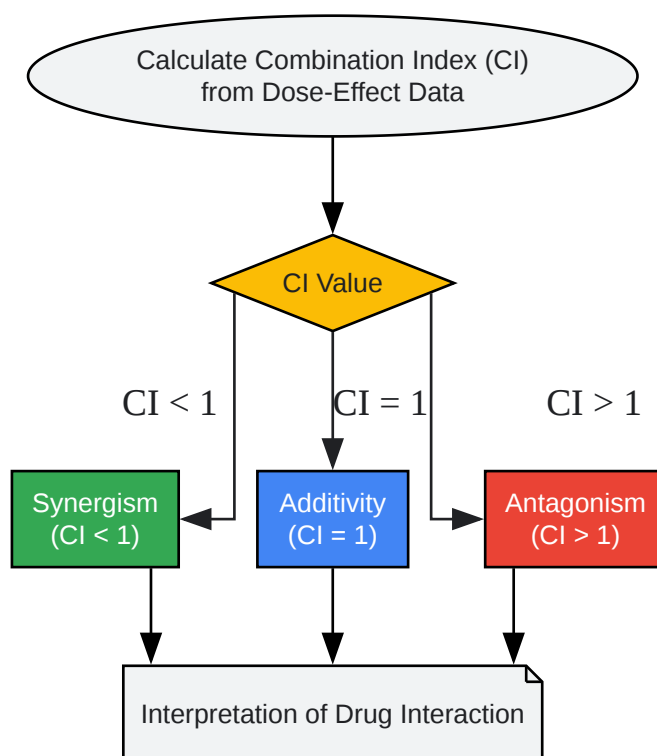 Calculate Combination Index (CI)
from Dose-Effect Data
CI Value
CI < 1
CI = 1
CI > 1
Synergism
(CI < 1)
Additivity
(CI = 1)
Antagonism
(CI > 1)
Interpretation of Drug Interaction